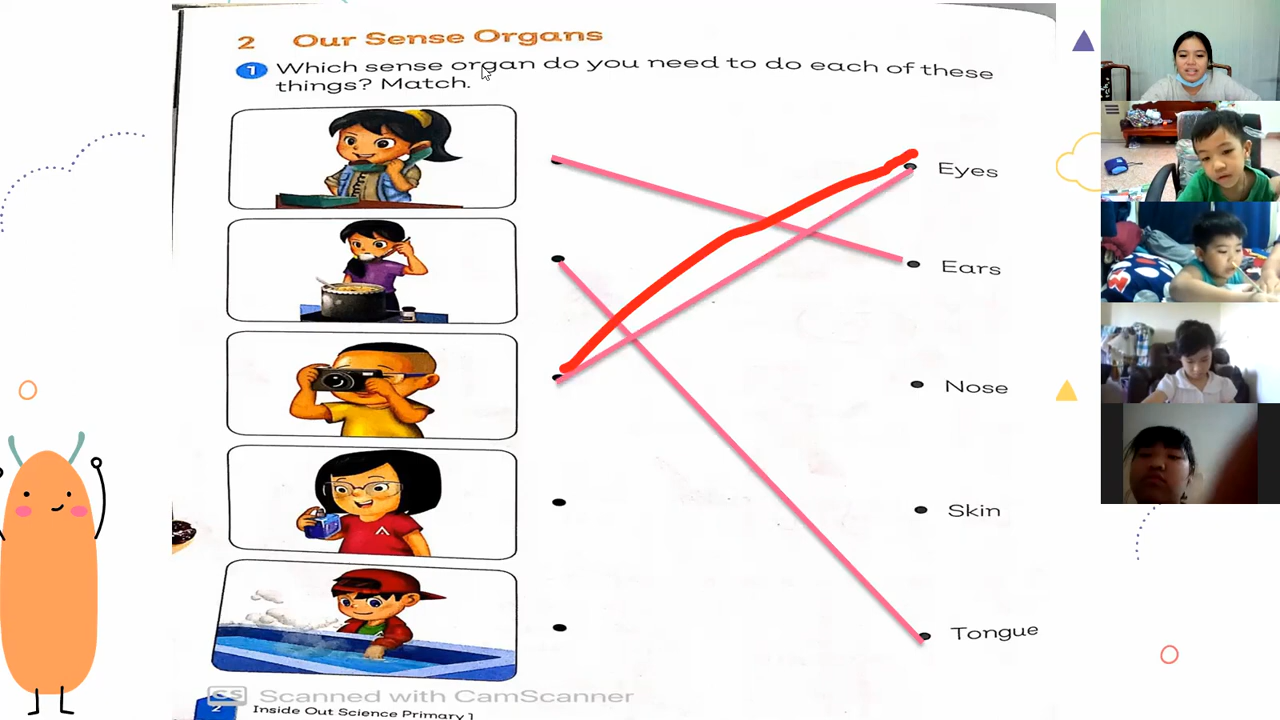 2 Our Sense Organs
1 Which sense organ do you need to do each of these
things? Match.
Eyes
Ears
Nose
Skin
Tongue
CS Scanned with CamScanner
2 Inside Out Science Primary 1